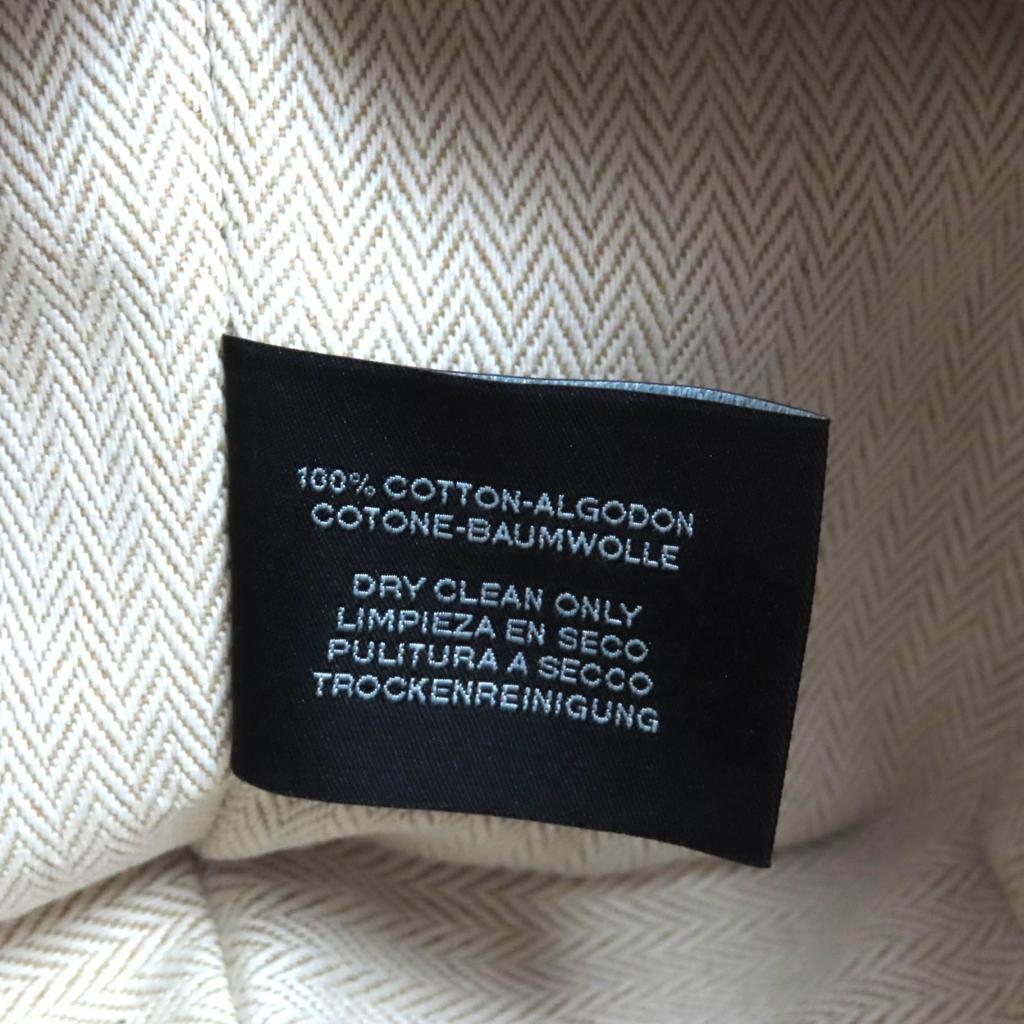 100% COTTON-ALGODON
COTONE-BAUMWOLLE
DRY CLEAN ONLY
LIMPIEZA EN SECO
PULITURA A SECCO
TROCKENREINIGUNG